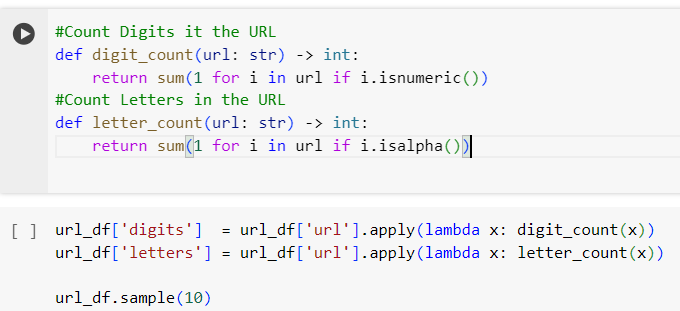 #Count Digits it the URL
def digit_count(url: str) -> int:
    return sum(1 for i in url if i.isnumeric())
#Count Letters in the URL
def letter_count(url: str) -> int:
    return sum(1 for i in url if i.isalpha())
[ ] url_df['digits']  = url_df['url'].apply(lambda x: digit_count(x))
url_df['letters'] = url_df['url'].apply(lambda x: letter_count(x))
url_df.sample(10)